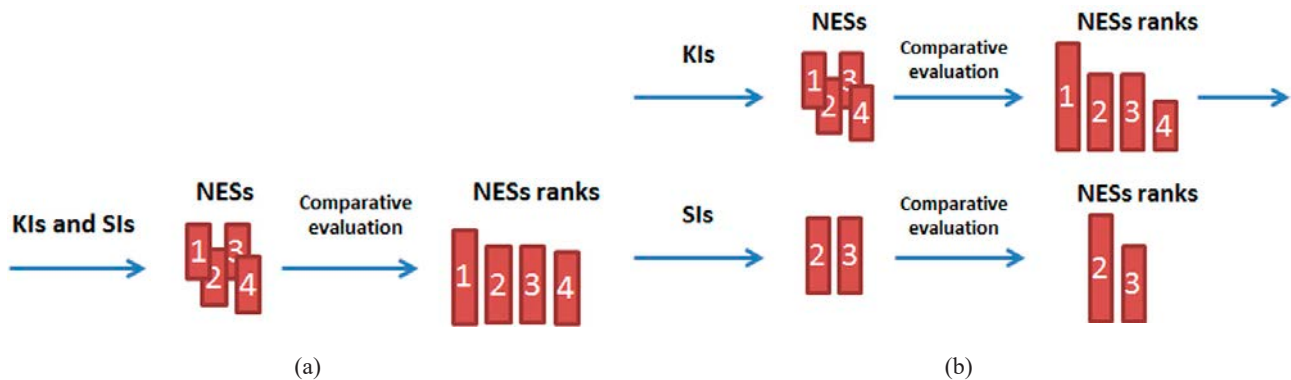 KIs and SIs
NESs
1
3
2
4
Comparative
evaluation
NESs ranks
1
2
3
4
(a)
KIs
NESs
1
3
2
4
Comparative
evaluation
NESs ranks
1
2
3
4
SIs
2
3
Comparative
evaluation
NESs ranks
2
3
(b)